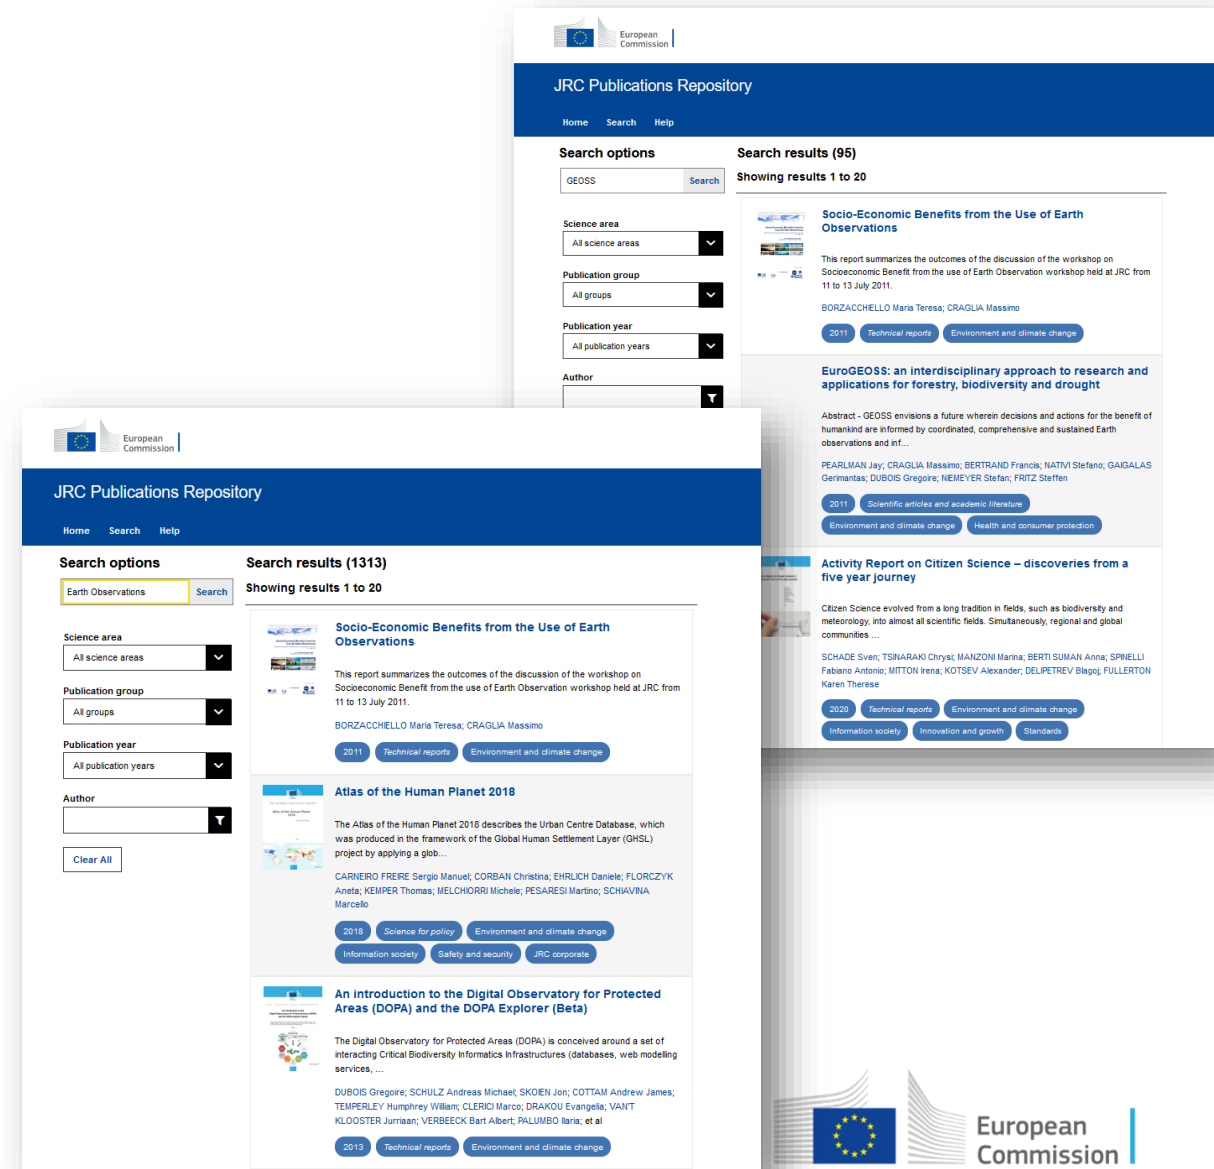 European
Commission
JRC Publications Repository
Home Search Help
Search options
GEOSS
Search
Science area
All science areas
Publication group
All groups
Publication year
All publication years
Author
Search results (95)
Showing results 1 to 20
Socio-Economic Benefits from the Use of Earth
Observations
This report summarizes the outcomes of the discussion of the workshop on
Socioeconomic Benefit from the use of Earth Observation workshop held at JRC from
11 to 13 July 2011.
BORZACCHIELLO Maria Teresa; CRAGLIA Massimo
2011 Technical reports Environment and climate change
EuroGEOSS: an interdisciplinary approach to research and
applications for forestry, biodiversity and drought
Abstract - GEOSS envisions a future wherein decisions and actions for the benefit of
humankind are informed by coordinated, comprehensive and sustained Earth
observations and inf...
PEARLMAN Jay; CRAGLIA Massimo; BERTRAND Francis; NATIVI Stefano; GAIGALAS
Gerimantas; DUBOIS Gregoire; NIEMEYER Stefan; FRITZ Steffen
2011 Scientific articles and academic literature
Environment and climate change Health and consumer protection
Activity Report on Citizen Science – discoveries from a
five year journey
Citizen Science evolved from a long tradition in fields, such as biodiversity and
meteorology, into almost all scientific fields. Simultaneously, regional and global
communities ...
SCHADE Sven; TSINARAKI Chrysi; MANZONI Marina; BERTI SUMAN Anna; SPINELLI
Fabiano Antonio; MITTON Irena; KOTSEV Alexander; DELIPETREV Blagoj; FULLERTON
Karen Therese
2020 Technical reports Environment and climate change
Information society Innovation and growth Standards
European
Commission
JRC Publications Repository
Home Search Help
Search options
Earth Observations
Search
Science area
All science areas
Publication group
All groups
Publication year
All publication years
Author
Clear All
Search results (1313)
Showing results 1 to 20
Socio-Economic Benefits from the Use of Earth
Observations
This report summarizes the outcomes of the discussion of the workshop on
Socioeconomic Benefit from the use of Earth Observation workshop held at JRC from
11 to 13 July 2011.
BORZACCHIELLO Maria Teresa; CRAGLIA Massimo
2011 Technical reports Environment and climate change
Atlas of the Human Planet 2018
The Atlas of the Human Planet 2018 describes the Urban Centre Database, which
was produced in the framework of the Global Human Settlement Layer (GHSL)
project by applying a glob...
CARNEIRO FREIRE Sergio Manuel; CORBAN Christina; EHRLICH Daniele; FLORCZYK
Aneta; KEMPER Thomas; MELCHIORRI Michele; PESARESI Martino; SCHIAVINA
Marcello
2018 Science for policy Environment and climate change
Information society Safety and security JRC corporate
An introduction to the Digital Observatory for Protected
Areas (DOPA) and the DOPA Explorer (Beta)
The Digital Observatory for Protected Areas (DOPA) is conceived around a set of
interacting Critical Biodiversity Informatics Infrastructures (databases, web modelling
services, ...
DUBOIS Gregoire; SCHULZ Andreas Michael; SKOIEN Jon; COTTAM Andrew James;
TEMPERLEY Humphrey William; CLERICI Marco; DRAKOU Evangelia; VAN'T
KLOOSTER Jurriaan; VERBEECK Bart Albert; PALUMBO Ilaria; et al
2013 Technical reports Environment and climate change
European
Commission